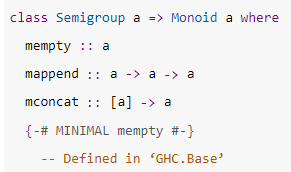 class Semigroup a => Monoid a where
mempty :: a
mappend :: a -> a -> a
mconcat :: [a] -> a
{-# MINIMAL mempty #-}
-- Defined in ‘GHC.Base’